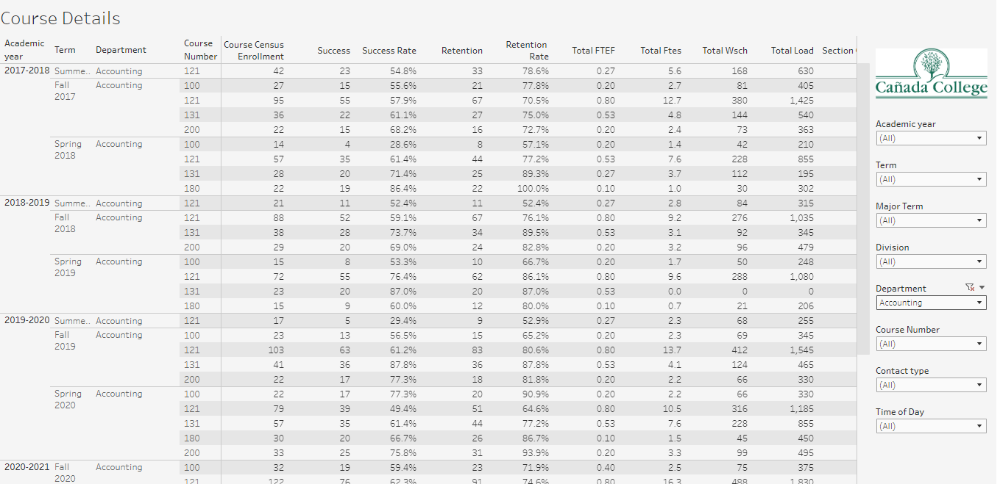 Course Details
Academic year Term Department Course Number Course Census Enrollment Success Success Rate Retention Retention Rate Total FTEF Total Ftes Total Wsch Total Load Section
2017-2018 Summe.. Accounting 121 42 23 54.8% 33 78.6% 0.27 5.6 168 630
Fall 2017 Accounting 100 27 15 55.6% 21 77.8% 0.20 2.7 81 405
121 95 55 57.9% 67 70.5% 0.80 12.7 380 1,425
131 36 22 61.1% 27 75.0% 0.53 4.8 144 540
200 22 15 68.2% 16 72.7% 0.20 2.4 73 363
Spring 2018 Accounting 100 14 4 28.6% 8 57.1% 0.20 1.4 42 210
121 57 35 61.4% 44 77.2% 0.53 7.6 228 855
131 28 20 71.4% 25 89.3% 0.27 3.7 112 195
180 22 19 86.4% 22 100.0% 0.10 1.0 30 302
2018-2019 Summe.. Accounting 121 21 11 52.4% 11 52.4% 0.27 2.8 84 315
Fall 2018 Accounting 121 88 52 59.1% 67 76.1% 0.80 9.2 276 1,035
131 38 28 73.7% 34 89.5% 0.53 3.1 92 345
200 29 20 69.0% 24 82.8% 0.20 3.2 96 479
Spring 2019 Accounting 100 15 8 53.3% 10 66.7% 0.20 1.7 50 248
121 72 55 76.4% 62 86.1% 0.80 9.6 288 1,080
131 23 20 87.0% 20 87.0% 0.53 0.0 0 0
180 15 9 60.0% 12 80.0% 0.10 0.7 21 206
2019-2020 Summe.. Accounting 121 17 5 29.4% 9 52.9% 0.27 2.3 68 255
Fall 2019 Accounting 100 23 13 56.5% 15 65.2% 0.20 2.3 69 345
121 103 63 61.2% 83 80.6% 0.80 13.7 412 1,545
131 41 36 87.8% 36 87.8% 0.53 4.1 124 465
200 22 17 77.3% 18 81.8% 0.20 2.2 66 330
Spring 2020 Accounting 100 22 17 77.3% 20 90.9% 0.20 2.2 66 330
121 79 39 49.4% 51 64.6% 0.80 10.5 316 1,185
131 57 35 61.4% 44 77.2% 0.53 7.6 228 855
180 30 20 66.7% 26 86.7% 0.10 1.5 45 450
200 33 25 75.8% 31 93.9% 0.20 3.3 99 495
2020-2021 Fall 2020 Accounting 100 32 19 59.4% 23 71.9% 0.40 2.5 75 375
121 122 76 62.3% 91 74.6% 0.80 16.3 488 1,830
Cañada College
Academic year
(All)
Term
(All)
Major Term
(All)
Division
(All)
Department
Accounting
Course Number
(All)
Contact type
(All)
Time of Day
(All)